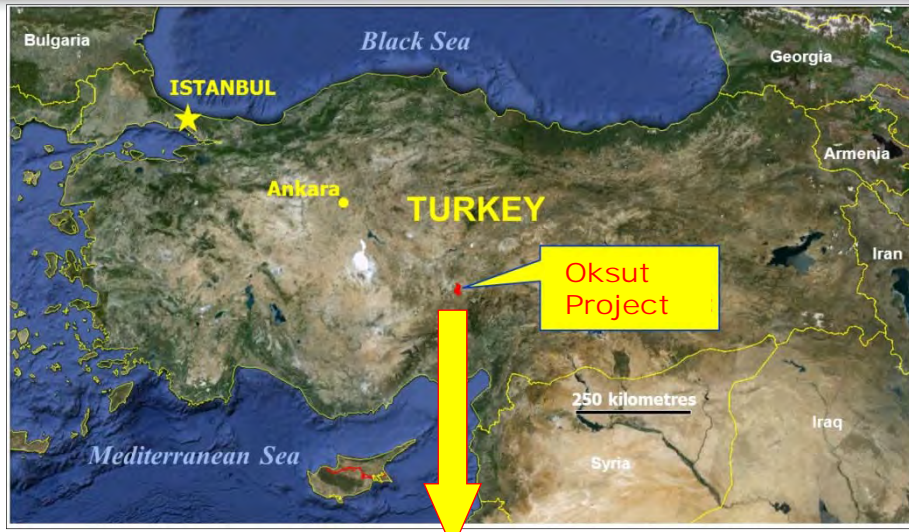 Bulgaria
Black Sea
Georgia
ISTANBUL
Armenia
Ankara
TURKEY
Iran
Oksut
Project
250 kilometres
Iraq
Mediterranean Sea
Syria